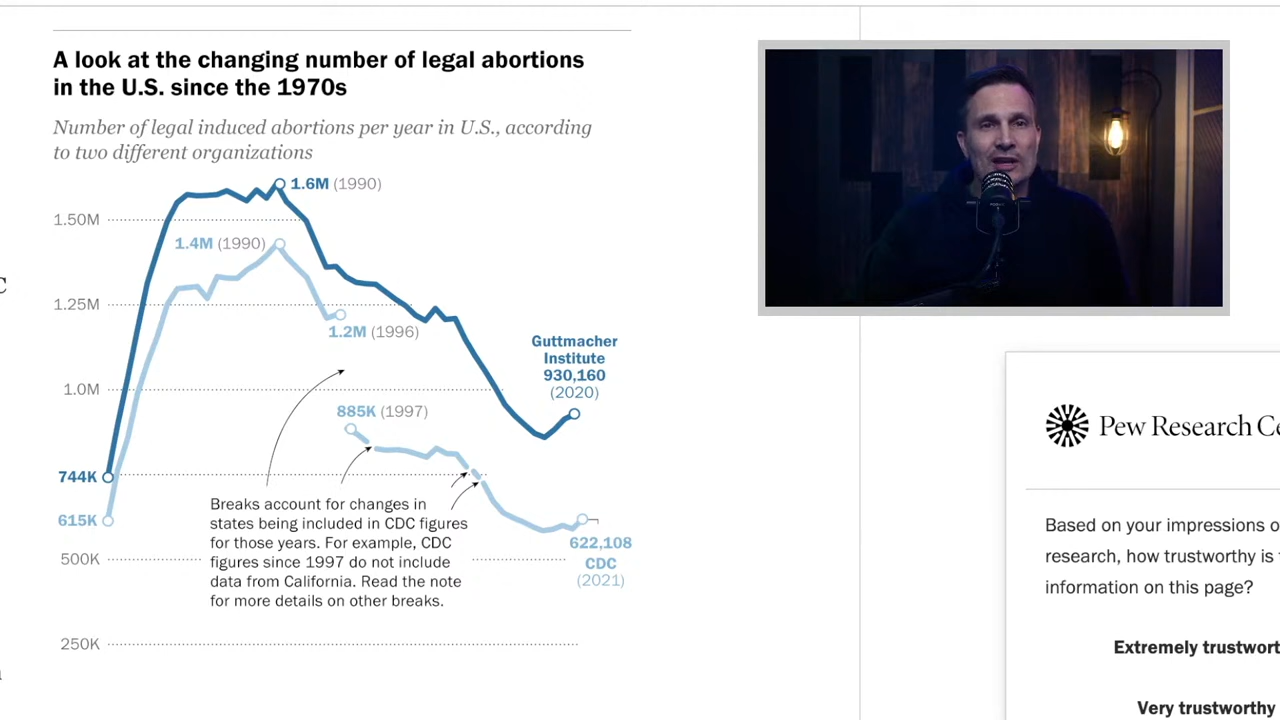 A look at the changing number of legal abortions
in the U.S. since the 1970s
Number of legal induced abortions per year in U.S., according
to two different organizations
1.6M (1990)
1.50M
1.4M (1990)
1.25M
1.2M (1996)
Guttmacher
Institute
930,160
(2020)
1.0M
885K (1997)
744K
615K
Breaks account for changes in
states being included in CDC figures
for those years. For example, CDC
figures since 1997 do not include
data from California. Read the note
for more details on other breaks.
622,108
CDC
(2021)
500K
250K
Pew Research Ce
Based on your impressions o
research, how trustworthy is
information on this page?
Extremely trustwort
Very trustworthy